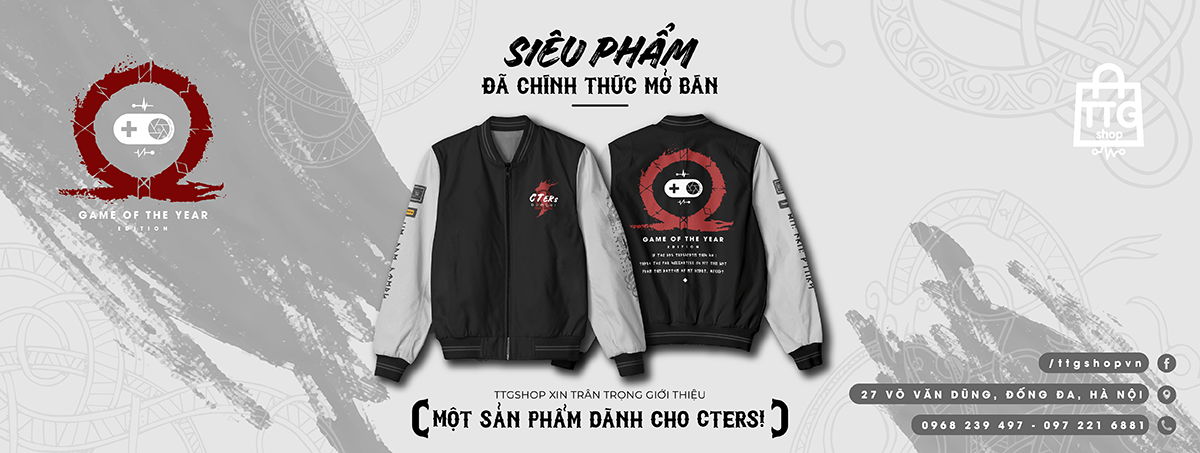 SIÊU PHẨM
ĐÃ CHÍNH THỨC MỞ BÁN
GAME OF THE YEAR
EDITION
TTG
shop
CTERs
GAME OF THE YEAR
EDITION
TTGSHOP XIN TRÂN TRỌNG GIỚI THIỆU
MỘT SẢN PHẨM DÀNH CHO CTERS!
/ttgshopvn
27 VÕ VĂN DŨNG, ĐỐNG ĐA, HÀ NỘI
0968 239 497 - 097 221 6881